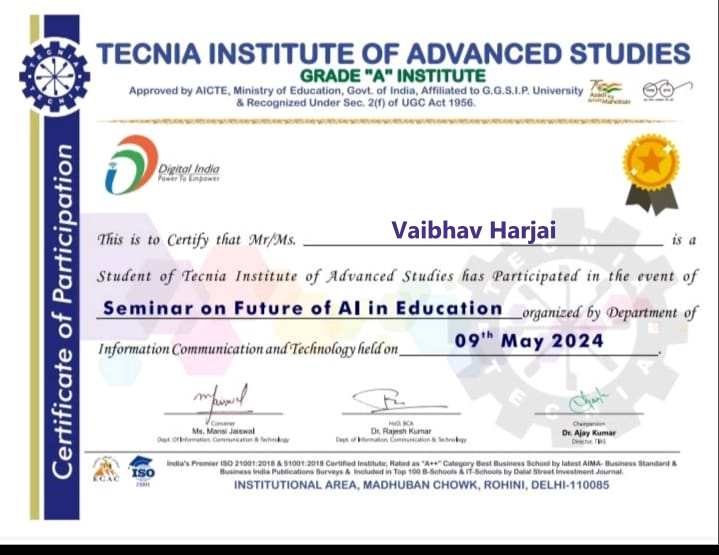 TECNIA INSTITUTE OF ADVANCED STUDIES
GRADE "A" INSTITUTE
Approved by AICTE, Ministry of Education, Govt. of India, Affiliated to G.G.S.I.P. University
& Recognized Under Sec. 2(f) of UGC Act 1956.
Azadi Ka
Amrit Mahotsav
TECNIA
Digital India
Power To Empower
Certificate of Participation
This is to Certify that Mr/Ms. Vaibhav Harjai is a
Student of Tecnia Institute of Advanced Studies has Participated in the event of
Seminar on Future of AI in Education organized by Department of
Information Communication and Technology held on 09th May 2024.
Convener
Ms. Mansi Jaiswal
Dept. Of Information, Communication & Technology
HoD, BCA
Dr. Rajesh Kumar
Dept. of Information, Communication & Technology
Chairperson
Dr. Ajay Kumar
Director, TIAS
EGAC
ISO
21001
India's Premier ISO 21001:2018 & 51001:2018 Certified Institute; Rated as "A++" Category Best Business School by latest AIMA- Business Standard &
Business India Publications Surveys & Included in Top 100 B-Schools & IT-Schools by Dalal Street Investment Journal.
INSTITUTIONAL AREA, MADHUBAN CHOWK, ROHINI, DELHI-110085